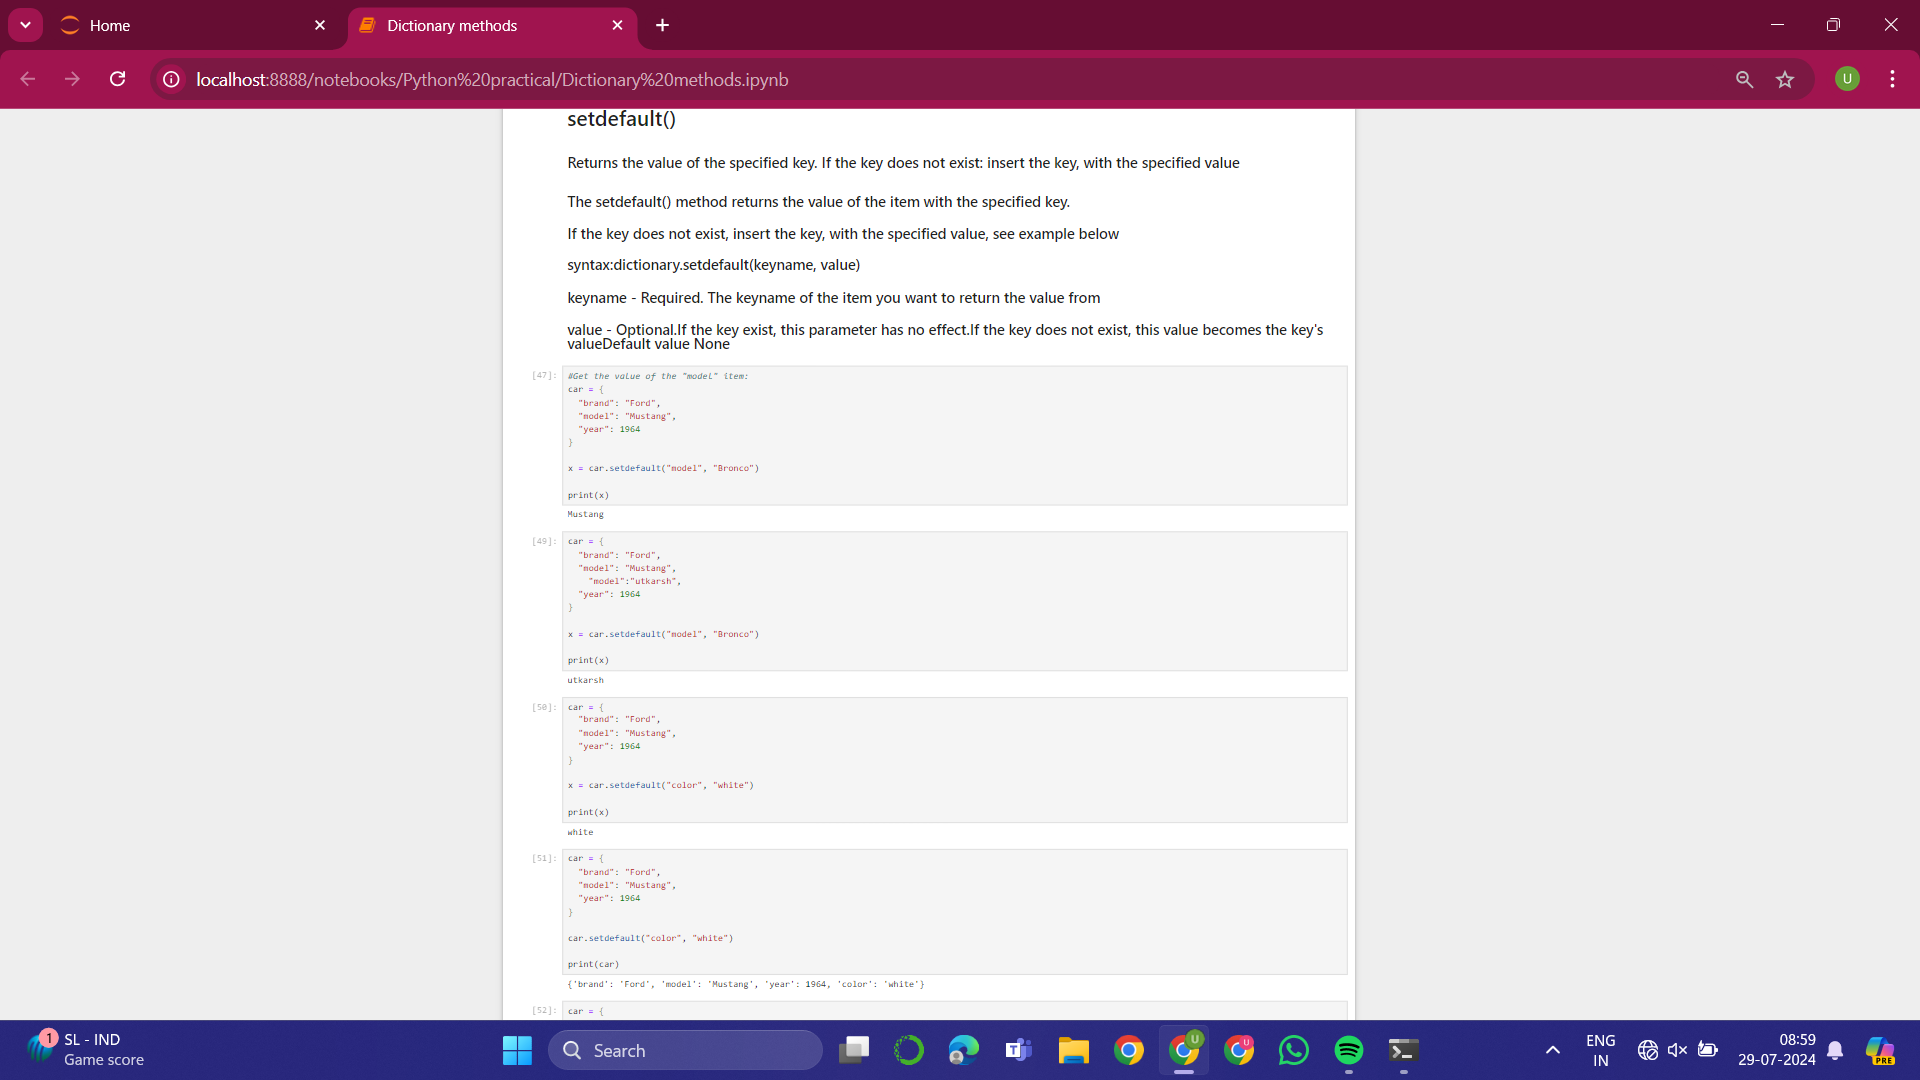 Home
Dictionary methods
localhost:8888/notebooks/Python%20practical/Dictionary%20methods.ipynb
U
setdefault()
Returns the value of the specified key. If the key does not exist: insert the key, with the specified value
The setdefault() method returns the value of the item with the specified key.
If the key does not exist, insert the key, with the specified value, see example below
syntax:dictionary.setdefault(keyname, value)
keyname - Required. The keyname of the item you want to return the value from
value - Optional.If the key exist, this parameter has no effect.If the key does not exist, this value becomes the key's
valueDefault value None
[47]: #Get the value of the "model" item:
car = {
"brand": "Ford",
"model": "Mustang",
"year": 1964
}
x = car.setdefault("model", "Bronco")
print(x)
Mustang
[49]: car = {
"brand": "Ford",
"model": "Mustang",
"model":"utkarsh",
"year": 1964
}
x = car.setdefault("model", "Bronco")
print(x)
utkarsh
[50]: car = {
"brand": "Ford",
"model": "Mustang",
"year": 1964
}
x = car.setdefault("color", "white")
print(x)
white
[51]: car = {
"brand": "Ford",
"model": "Mustang",
"year": 1964
}
car.setdefault("color", "white")
print(car)
{'brand': 'Ford', 'model': 'Mustang', 'year': 1964, 'color': 'white'}
[52]: car = {
1
SL - IND
Game score
Search
U
U
ENG
IN
08:59
29-07-2024
PRE